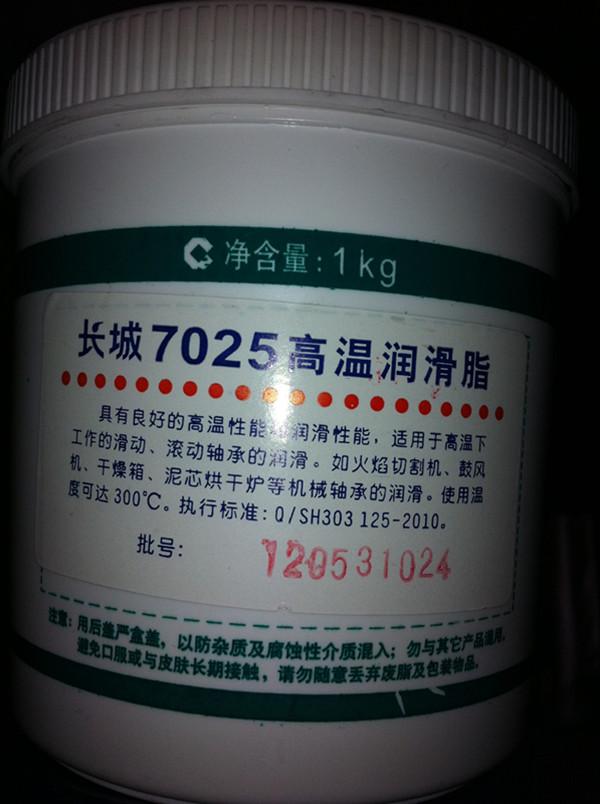 净含量:1kg
长城7025高温润滑脂
具有良好的高温性能 润滑性能，适用于高温下
工作的滑动、滚动轴承的润滑。如火焰切割机、鼓风
机、干燥箱、泥芯烘干炉等机械轴承的润滑。使用温
度可达300℃。执行标准:Q/SH303 125-2010。
批号: 120531024
注意: 用后盖严盒盖，以防杂质及腐蚀性介质混入；勿与其它产品混用，
避免口服或与皮肤长期接触，请勿随意丢弃废脂及包装物品。